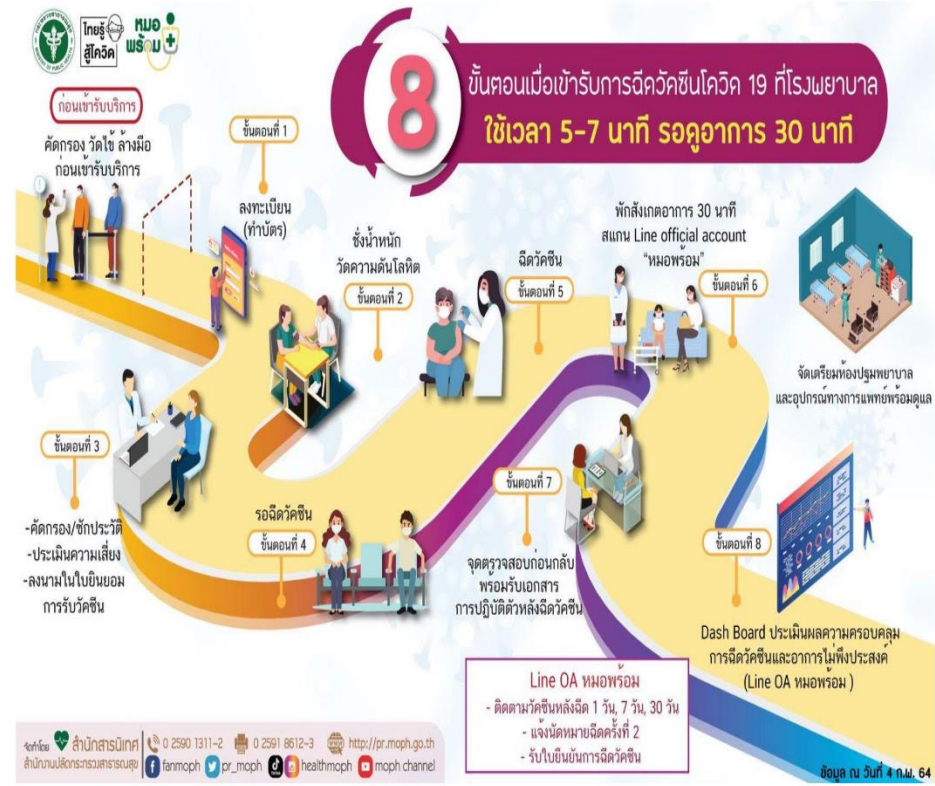 ไทยรู้
สู้โควิด
หมอ
พร้อม
8
ขั้นตอนเมื่อเข้ารับการฉีดวัคซีนโควิด 19 ที่โรงพยาบาล
ใช้เวลา 5-7 นาที รอดูอาการ 30 นาที
ก่อนเข้ารับบริการ
คัดกรอง วัดไข้ ล้างมือ
ก่อนเข้ารับบริการ
ขั้นตอนที่ 1
ลงทะเบียน
(ทำบัตร)
ชั่งน้ำหนัก
วัดความดันโลหิต
ขั้นตอนที่ 2
ขั้นตอนที่ 3
-คัดกรอง/ซักประวัติ
-ประเมินความเสี่ยง
-ลงนามในใบยินยอม
การรับวัคซีน
รอฉีดวัคซีน
ขั้นตอนที่ 4
ฉีดวัคซีน
ขั้นตอนที่ 5
พักสังเกตอาการ 30 นาที
สแกน Line official account
"หมอพร้อม"
ขั้นตอนที่ 6
จัดเตรียมห้องปฐมพยาบาล
และอุปกรณ์ทางการแพทย์พร้อมดูแล
ขั้นตอนที่ 7
จุดตรวจสอบก่อนกลับ
พร้อมรับเอกสาร
การปฏิบัติตัวหลังฉีดวัคซีน
ขั้นตอนที่ 8
Dash Board ประเมินผลความครอบคลุม
การฉีดวัคซีนและอาการไม่พึงประสงค์
(Line OA หมอพร้อม )
Line OA หมอพร้อม
- ติดตามวัคซีนหลังฉีด 1 วัน, 7 วัน, 30 วัน
- แจ้งนัดหมายฉีดครั้งที่ 2
- รับใบยืนยันการฉีดวัคซีน
จัดทำโดย สำนักสารนิเทศ
สำนักงานปลัดกระทรวงสาธารณสุข
0 2590 1311-2 0 2591 8612-3 http://pr.moph.go.th
fanmoph pr_moph healthmoph moph channel
ข้อมูล ณ วันที่ 4 ก.พ. 64